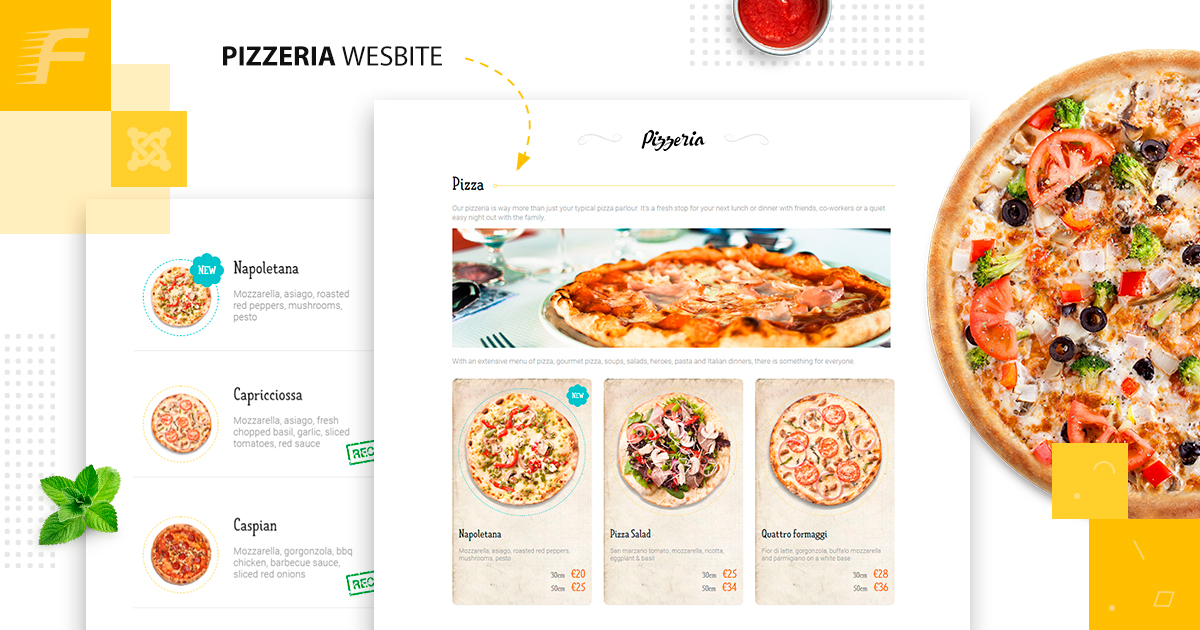 F
PIZZERIA WESBITE
Pizzeria
Pizza
Our pizzeria is way more than just your typical pizza parlour. It's a fresh stop for your next lunch or dinner with friends, co-workers or a quiet
easy night out with the family.
With an extensive menu of pizza, gourmet pizza, soups, salads, heroes, pasta and Italian dinners, there is something for everyone.
NEW
Napoletana
Mozzarella, asiago, roasted red peppers,
mushrooms, pesto
30cm €20
50cm €25
Pizza Salad
San marzano tomato, mozzarella, ricotta,
eggplant & basil
30cm €25
50cm €34
Quattro formaggi
Fior di latte, gorgonzola, buffalo mozzarella
and parmigiano on a white base
30cm €28
50cm €36
NEW
Napoletana
Mozzarella, asiago, roasted
red peppers, mushrooms,
pesto
Capricciossa
Mozzarella, asiago, fresh
chopped basil, garlic, sliced
tomatoes, red sauce
REC
Caspian
Mozzarella, gorgonzola, bbq
chicken, barbecue sauce,
sliced red onions
REC